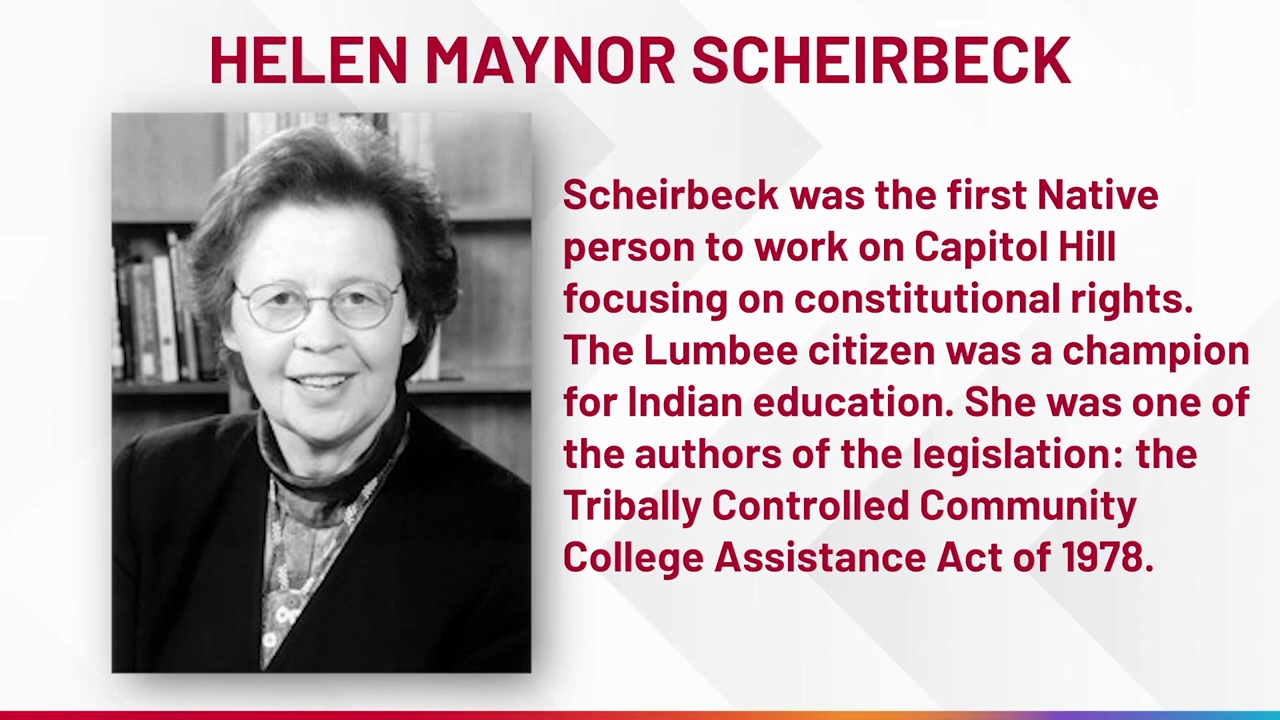 HELEN MAYNOR SCHEIRBECK
Scheirbeck was the first Native
person to work on Capitol Hill
focusing on constitutional rights.
The Lumbee citizen was a champion
for Indian education. She was one of
the authors of the legislation: the
Tribally Controlled Community
College Assistance Act of 1978.